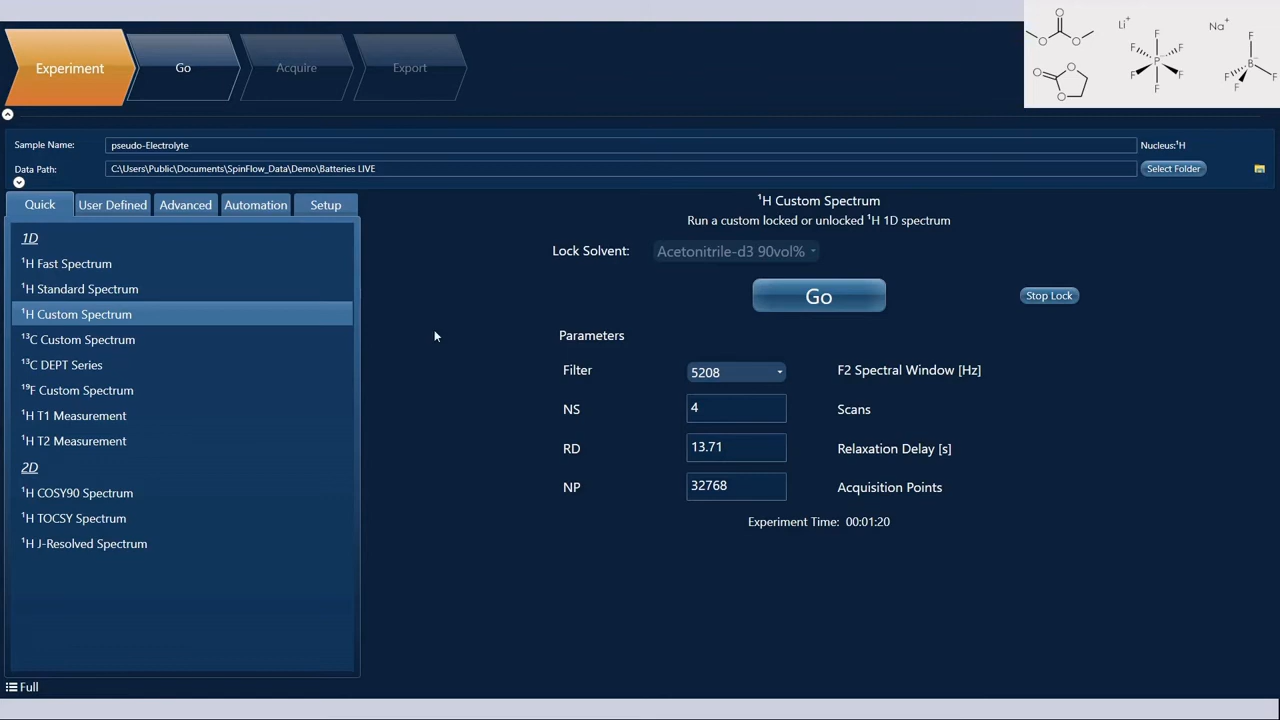 Experiment
Go
Acquire
Export
O
O
O
O
O
O
Li⁺
F
F
F
P
F
F
F
Na⁺
F
B
F
F
F
Sample Name:
pseudo-Electrolyte
Nucleus:¹H
Data Path:
C:\Users\Public\Documents\SpinFlow_Data\Demo\Batteries LIVE
Select Folder
Quick
User Defined
Advanced
Automation
Setup
1D
¹H Fast Spectrum
¹H Standard Spectrum
¹H Custom Spectrum
¹³C Custom Spectrum
¹³C DEPT Series
¹⁹F Custom Spectrum
¹H T1 Measurement
¹H T2 Measurement
2D
¹H COSY90 Spectrum
¹H TOCSY Spectrum
¹H J-Resolved Spectrum
Full
¹H Custom Spectrum
Run a custom locked or unlocked ¹H 1D spectrum
Lock Solvent:
Acetonitrile-d3 90vol%
Go
Stop Lock
Parameters
Filter
5208
F2 Spectral Window [Hz]
NS
4
Scans
RD
13.71
Relaxation Delay [s]
NP
32768
Acquisition Points
Experiment Time: 00:01:20